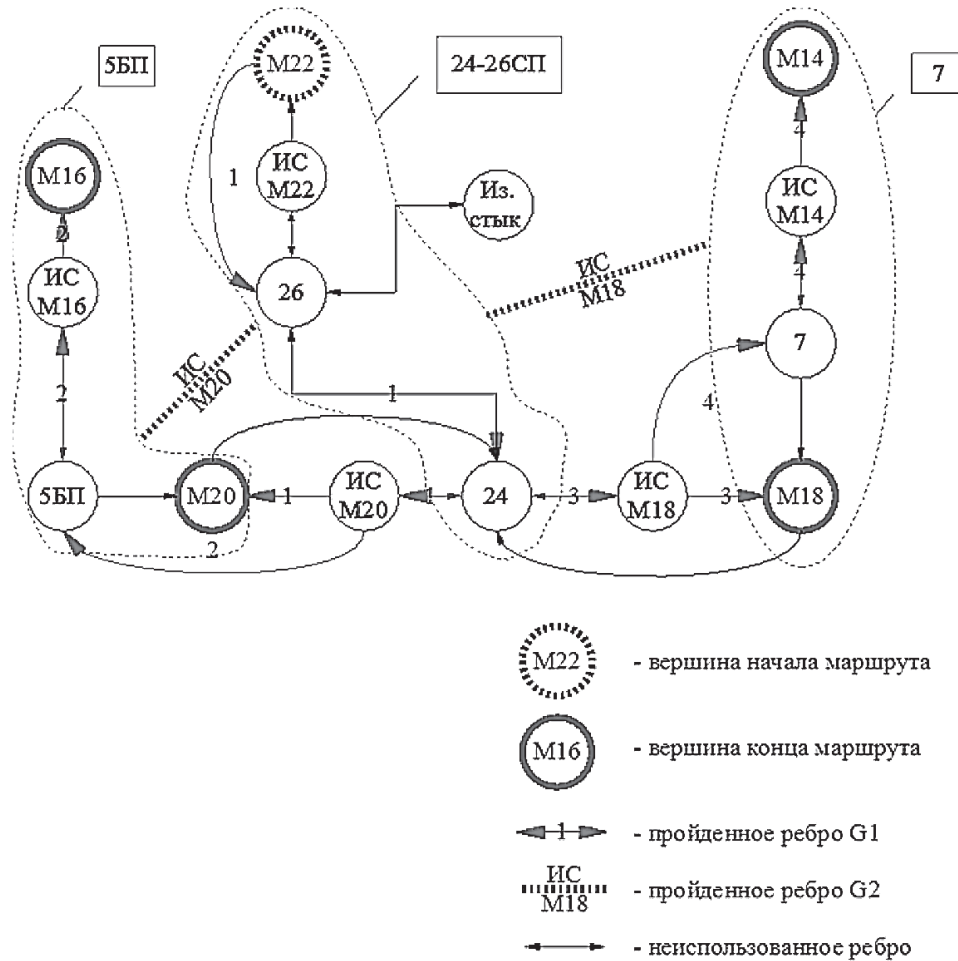 5БП
24-26СП
7
М22
М14
1
ИС
М22
Из.
стык
4
ИС
М14
М16
2
ИС
М16
26
ИС
М18
4
7
ИС
М20
2
1
4
5БП
М20
1
ИС
М20
1
24
3
ИС
М18
3
М18
2
М22 - вершина начала маршрута
М16 - вершина конца маршрута
1 - пройденное ребро G1
ИС
М18 - пройденное ребро G2
- неиспользованное ребро